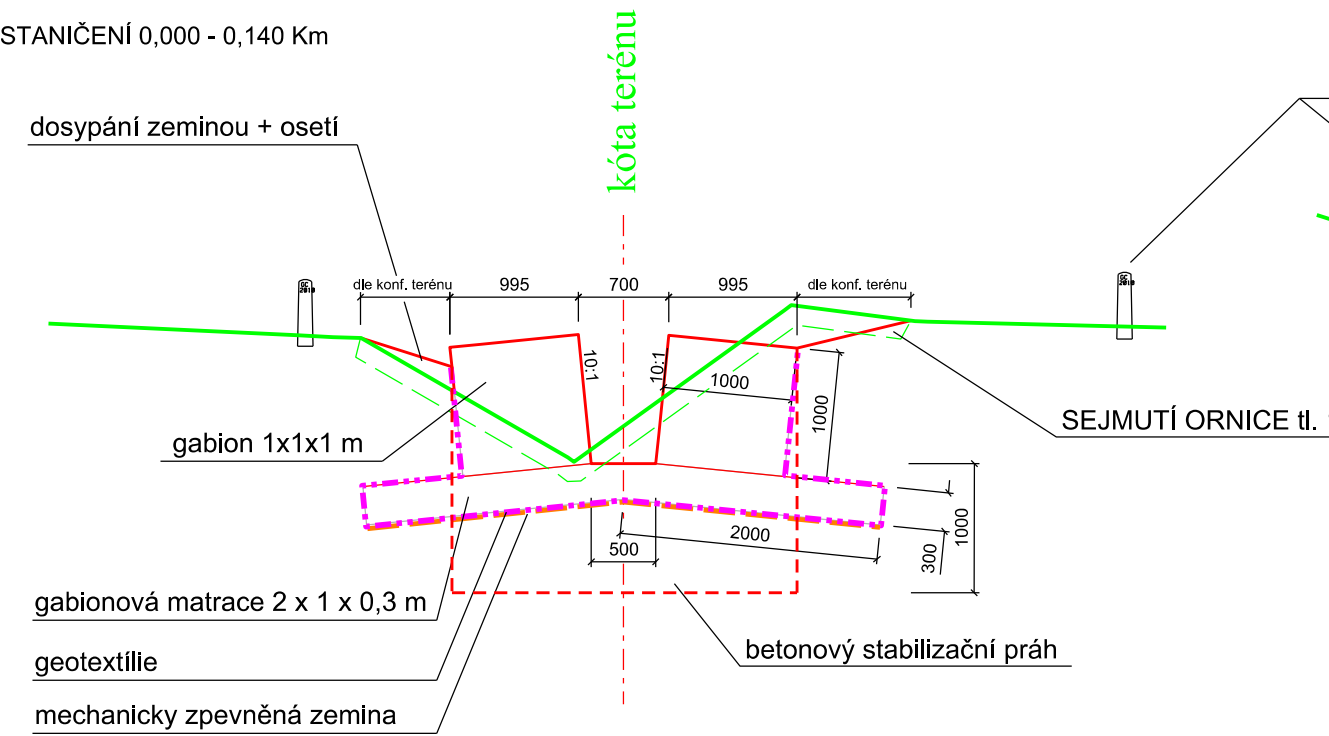 STANIČENÍ 0,000 - 0,140 Km
kóta terénu
dosypání zeminou + osetí
dle konf. terénu
995
700
995
dle konf. terénu
10:1
10:1
1000
1000
gabion 1x1x1 m
SEJMUTÍ ORNICE tl.
2000
500
300
1000
gabionová matrace 2 x 1 x 0,3 m
geotextílie
mechanicky zpevněná zemina
betonový stabilizační práh